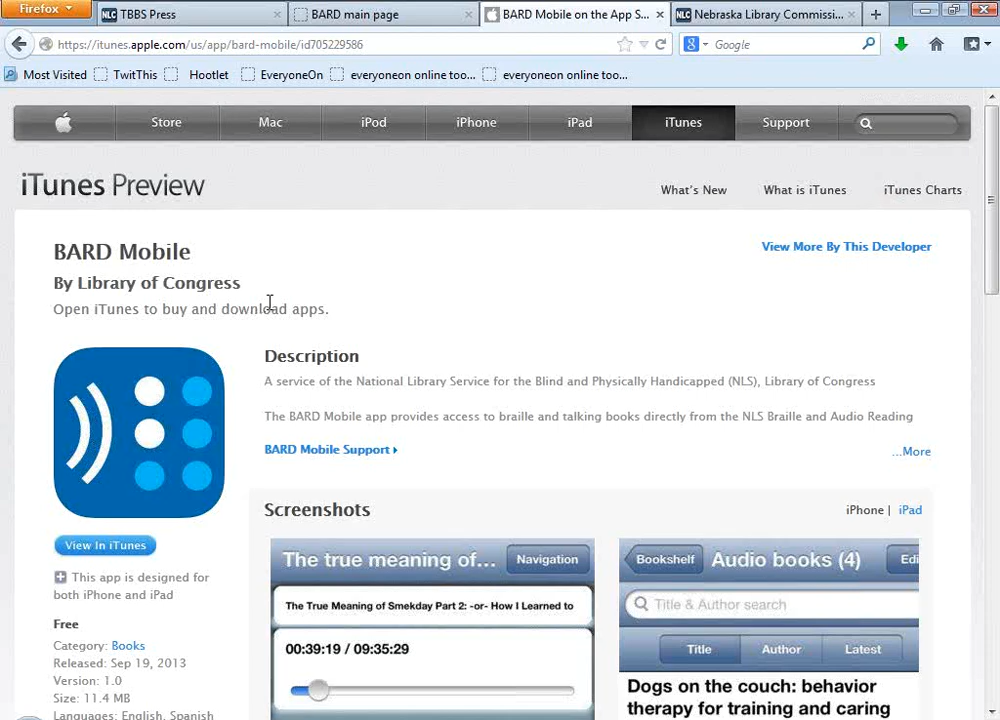 Firefox
NLC TBBS Press
BARD main page
BARD Mobile on the App S...
NLC Nebraska Library Commissi...
https://itunes.apple.com/us/app/bard-mobile/id705229586
Google
Most Visited TwitThis Hootlet EveryoneOn everyoneon online too... everyoneon online too...
Store Mac iPod iPhone iPad iTunes Support
iTunes Preview
What's New What is iTunes iTunes Charts
BARD Mobile
View More By This Developer
By Library of Congress
Open iTunes to buy and download apps.
Description
A service of the National Library Service for the Blind and Physically Handicapped (NLS), Library of Congress
The BARD Mobile app provides access to braille and talking books directly from the NLS Braille and Audio Reading
BARD Mobile Support
...More
Screenshots
iPhone | iPad
View In iTunes
This app is designed for
both iPhone and iPad
Free
Category: Books
Released: Sep 19, 2013
Version: 1.0
Size: 11.4 MB
Languages: English, Spanish
The true meaning of... Navigation
The True Meaning of Smekday Part 2: -or- How I Learned to
00:39:19 / 09:35:29
Bookshelf Audio books (4) Edi
Title & Author search
Title Author Latest
Dogs on the couch: behavior
therapy for training and caring